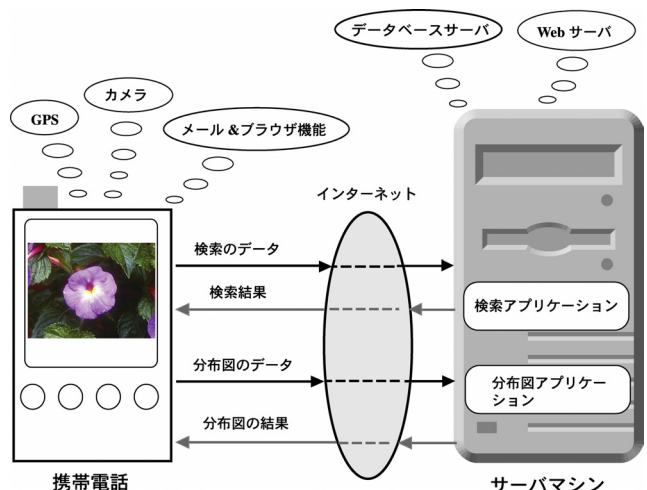 データベースサーバ
Web サーバ
カメラ
GPS
メール &ブラウザ機能
インターネット
検索のデータ
検索結果
検索アプリケーション
分布図のデータ
分布図アプリケー
ション
分布図の結果
携帯電話
サーバマシン